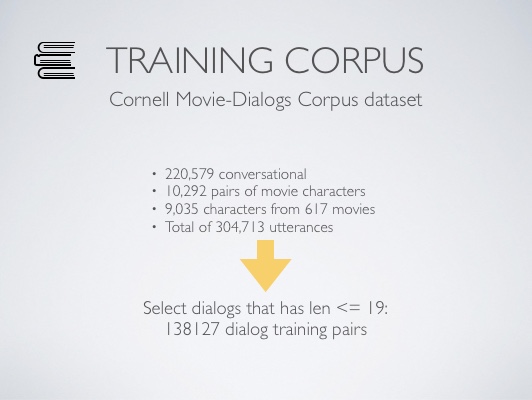 TRAINING CORPUS
Cornell Movie-Dialogs Corpus dataset
• 220,579 conversational
• 10,292 pairs of movie characters
• 9,035 characters from 617 movies
• Total of 304,713 utterances
Select dialogs that has len <= 19:
138127 dialog training pairs